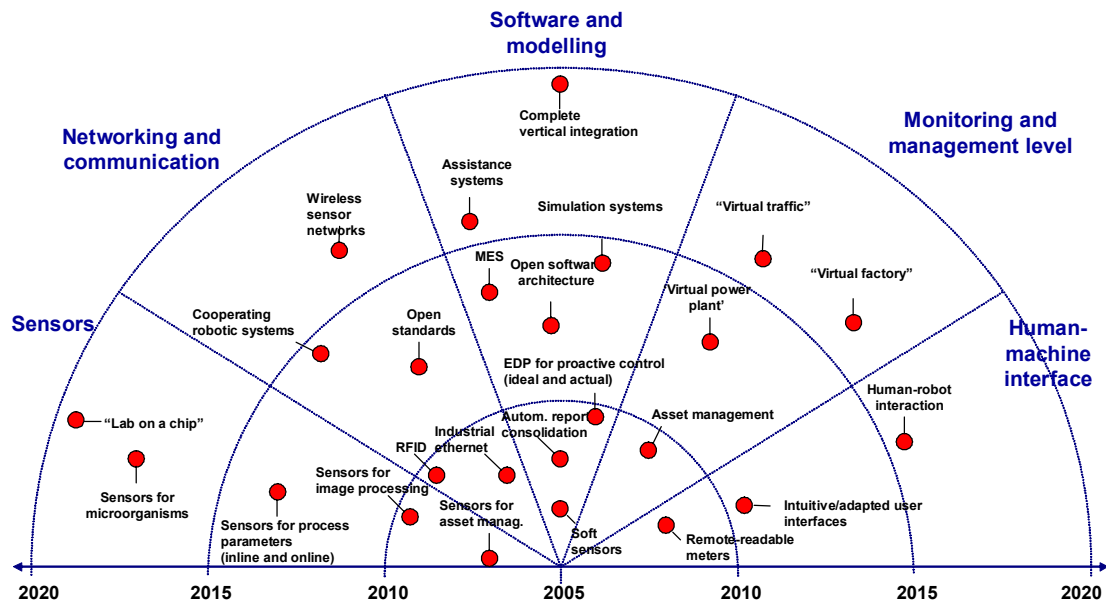 Software and
modelling
Complete
vertical integration
Networking and
communication
Monitoring and
management level
Assistance
systems
Wireless
sensor
networks
Simulation systems
“Virtual traffic”
MES
Open software
architecture
“Virtual factory”
Virtual power
plant’
Sensors
Cooperating
robotic systems
Open
standards
Human-
machine
interface
EDP for proactive control
(ideal and actual)
Human-robot
interaction
“Lab on a chip”
Autom. report
consolidation
Asset management
Industrial
ethernet
RFID
Sensors for
image processing
Sensors for
microorganisms
Sensors for
asset manag.
Intuitive/adapted user
interfaces
Sensors for process
parameters
(inline and online)
Soft
sensors
Remote-readable
meters
2020
2015
2010
2005
2010
2015
2020